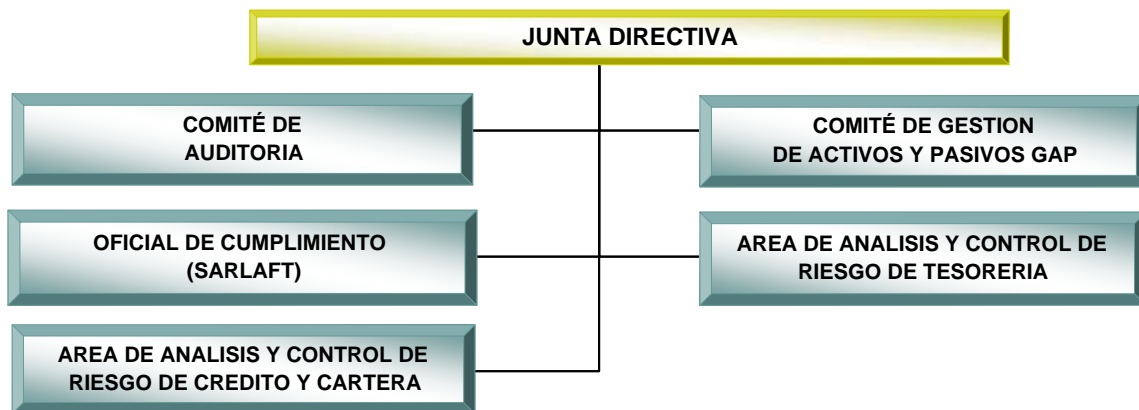 JUNTA DIRECTIVA
COMITÉ DE
AUDITORIA
COMITÉ DE GESTION
DE ACTIVOS Y PASIVOS GAP
OFICIAL DE CUMPLIMIENTO
(SARLAFT)
AREA DE ANALISIS Y CONTROL DE
RIESGO DE TESORERIA
AREA DE ANALISIS Y CONTROL DE
RIESGO DE CREDITO Y CARTERA